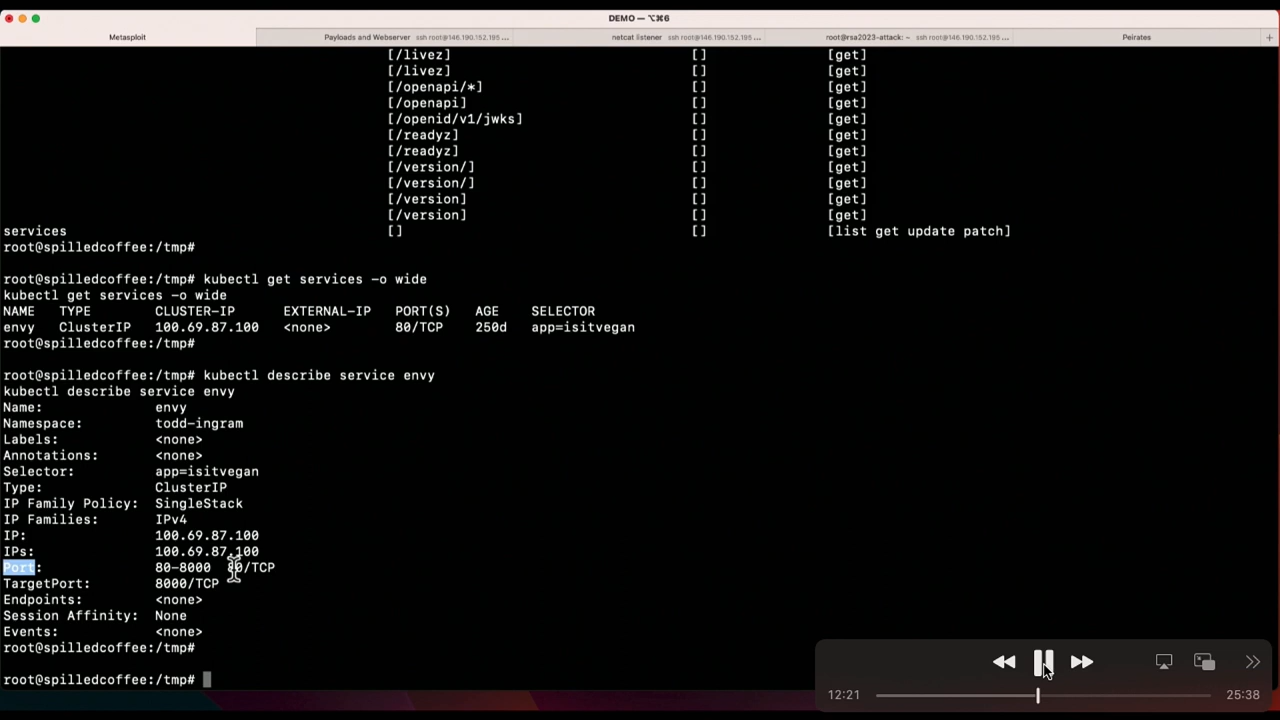 DEMO — ⌥⌘6
Metasploit
Payloads and Webserver ssh root@146.190.152.195 ...
netcat listener ssh root@146.190.152.195 ...
root@rsa2023-attack: ~ ssh root@146.190.152.195 ...
Peirates
[/livez] [] [get]
[/livez] [] [get]
[/openapi/*] [] [get]
[/openapi] [] [get]
[/openid/v1/jwks] [] [get]
[/readyz] [] [get]
[/readyz] [] [get]
[/version/] [] [get]
[/version/] [] [get]
[/version] [] [get]
[/version] [] [get]
services [] [] [list get update patch]
root@spilledcoffee:/tmp#
root@spilledcoffee:/tmp# kubectl get services -o wide
kubectl get services -o wide
NAME TYPE CLUSTER-IP EXTERNAL-IP PORT(S) AGE SELECTOR
envy ClusterIP 100.69.87.100 <none> 80/TCP 250d app=isitvegan
root@spilledcoffee:/tmp#
root@spilledcoffee:/tmp# kubectl describe service envy
kubectl describe service envy
Name: envy
Namespace: todd-ingram
Labels: <none>
Annotations: <none>
Selector: app=isitvegan
Type: ClusterIP
IP Family Policy: SingleStack
IP Families: IPv4
IP: 100.69.87.100
IPs: 100.69.87.100
Port: 80-8000 80/TCP
TargetPort: 8000/TCP
Endpoints: <none>
Session Affinity: None
Events: <none>
root@spilledcoffee:/tmp#
root@spilledcoffee:/tmp#
12:21
25:38